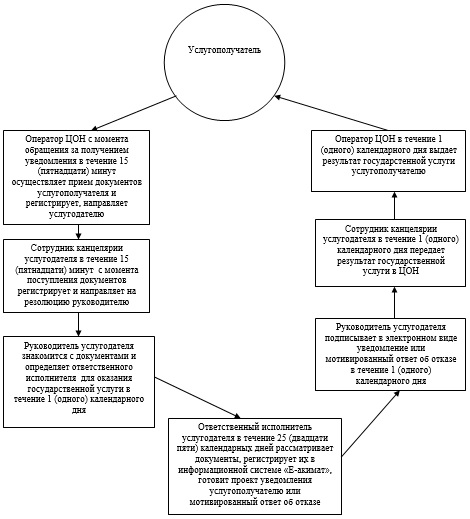 Услугополучатель
Оператор ЦОН с момента
обращения за получением
уведомления в течение 15
(пятнадцати) минут
осуществляет прием документов
услугополучателя и
регистрирует, направляет
услугодателю
Сотрудник канцелярии
услугодателя в течение 15
(пятнадцати) минут с момента
поступления документов
регистрирует и направляет на
резолюцию руководителю
Руководитель услугодателя
знакомится с документами и
определяет ответственного
исполнителя для оказания
государственной услуги в
течение 1 (одного) календарного
дня
Ответственный исполнитель
услугодателя в течение 25 (двадцати
пяти) календарных дней рассматривает
документы, регистрирует их в
информационной системе «Е-акимат»,
готовит проект уведомления
услугополучателю или
мотивированный ответ об отказе
Руководитель услугодателя
подписывает в электронном виде
уведомление или
мотивированный ответ об отказе
в течение 1 (одного)
календарного дня
Сотрудник канцелярии
услугодателя в течение 1 (одного)
календарного дня передает
результат государственной
услуги в ЦОН
Оператор ЦОН в течение 1
(одного) календарного дня выдает
результат государстенной услуги
услугополучателю